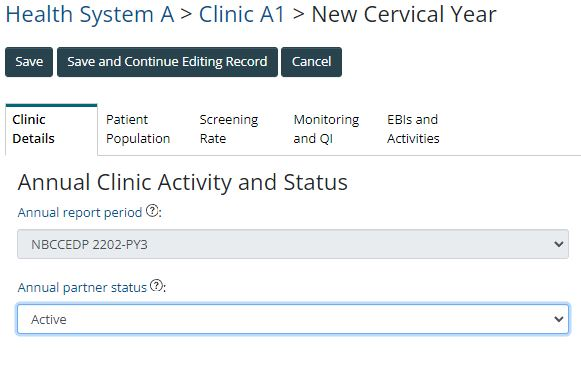 Health System A > Clinic A1 > New Cervical Year
Save Save and Continue Editing Record Cancel
Clinic Details
Patient Population
Screening Rate
Monitoring and QI
EBIs and Activities
Annual Clinic Activity and Status
Annual report period ?:
NBCCEDP 2202-PY3
Annual partner status ?:
Active